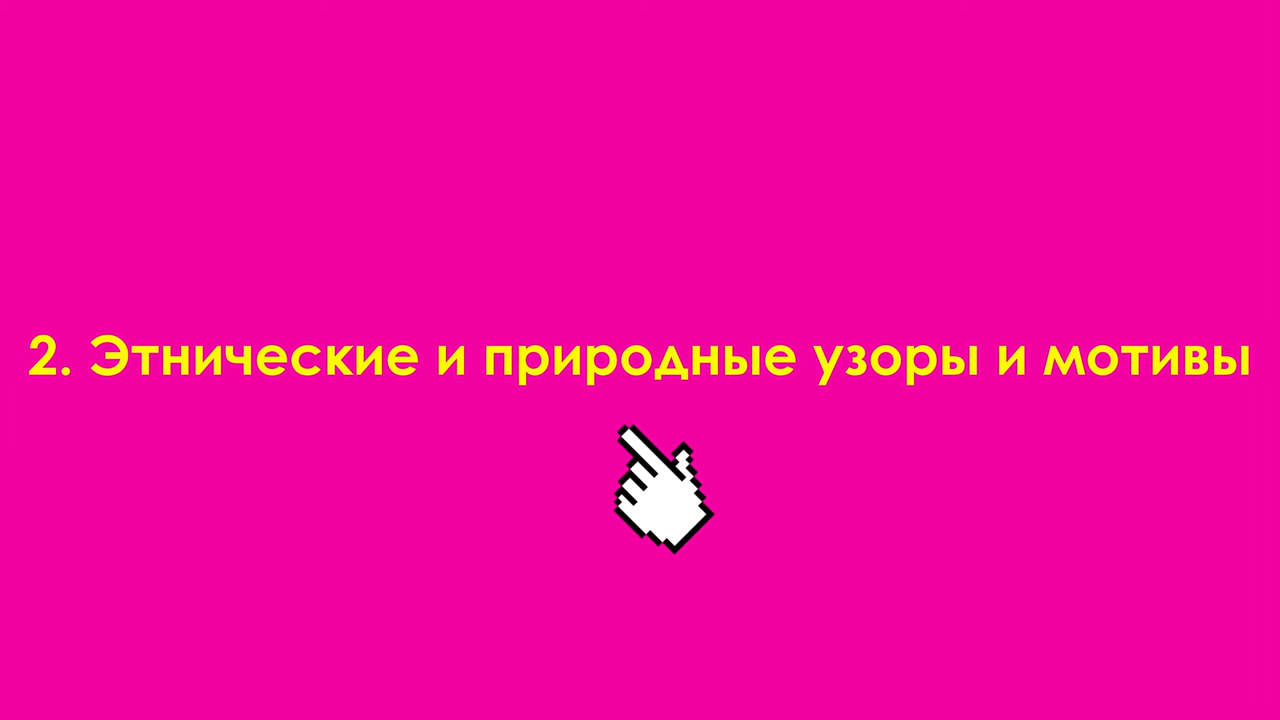 2. Этнические и природные узоры и мотивы